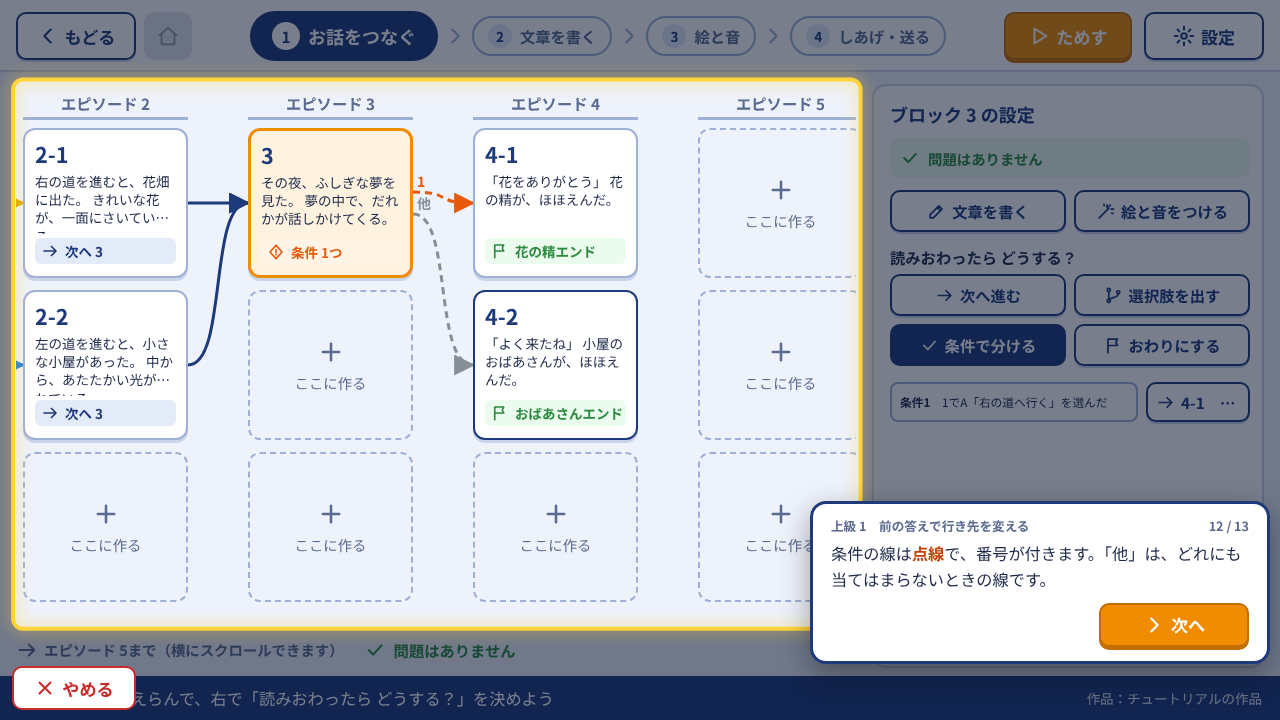 もどる
1 お話をつなぐ
2 文章を書く
3 絵と音
4 しあげ・送る
ためす
設定
エピソード 2
エピソード 3
エピソード 4
エピソード 5
2-1
右の道を進むと、花畑
に出た。 きれいな花
が、一面にさいてい…
次へ 3
3
その夜、ふしぎな夢を
見た。 夢の中で、だれ
かが話しかけてくる。
条件 1つ
1
他
4-1
「花をありがとう」 花
の精が、ほほえんだ。
花の精エンド
ここに作る
2-2
左の道を進むと、小さ
な小屋があった。 中か
ら、あたたかい光が…
次へ 3
ここに作る
4-2
「よく来たね」 小屋の
おばあさんが、ほほえ
んだ。
おばあさんエンド
ここに作る
ここに作る
ここに作る
ここに作る
ここに作る
ブロック 3 の設定
問題はありません
文章を書く
絵と音をつける
読みおわったら どうする？
次へ進む
選択肢を出す
条件で分ける
おわりにする
条件1 1でA「右の道へ行く」を選んだ
4-1 …
上級 1 前の答えで行き先を変える
12 / 13
条件の線は点線で、番号が付きます。「他」は、どれにも
当てはまらないときの線です。
次へ
エピソード 5まで（横にスクロールできます）
問題はありません
やめる
えらんで、右で「読みおわったら どうする？」を決めよう
作品：チュートリアルの作品